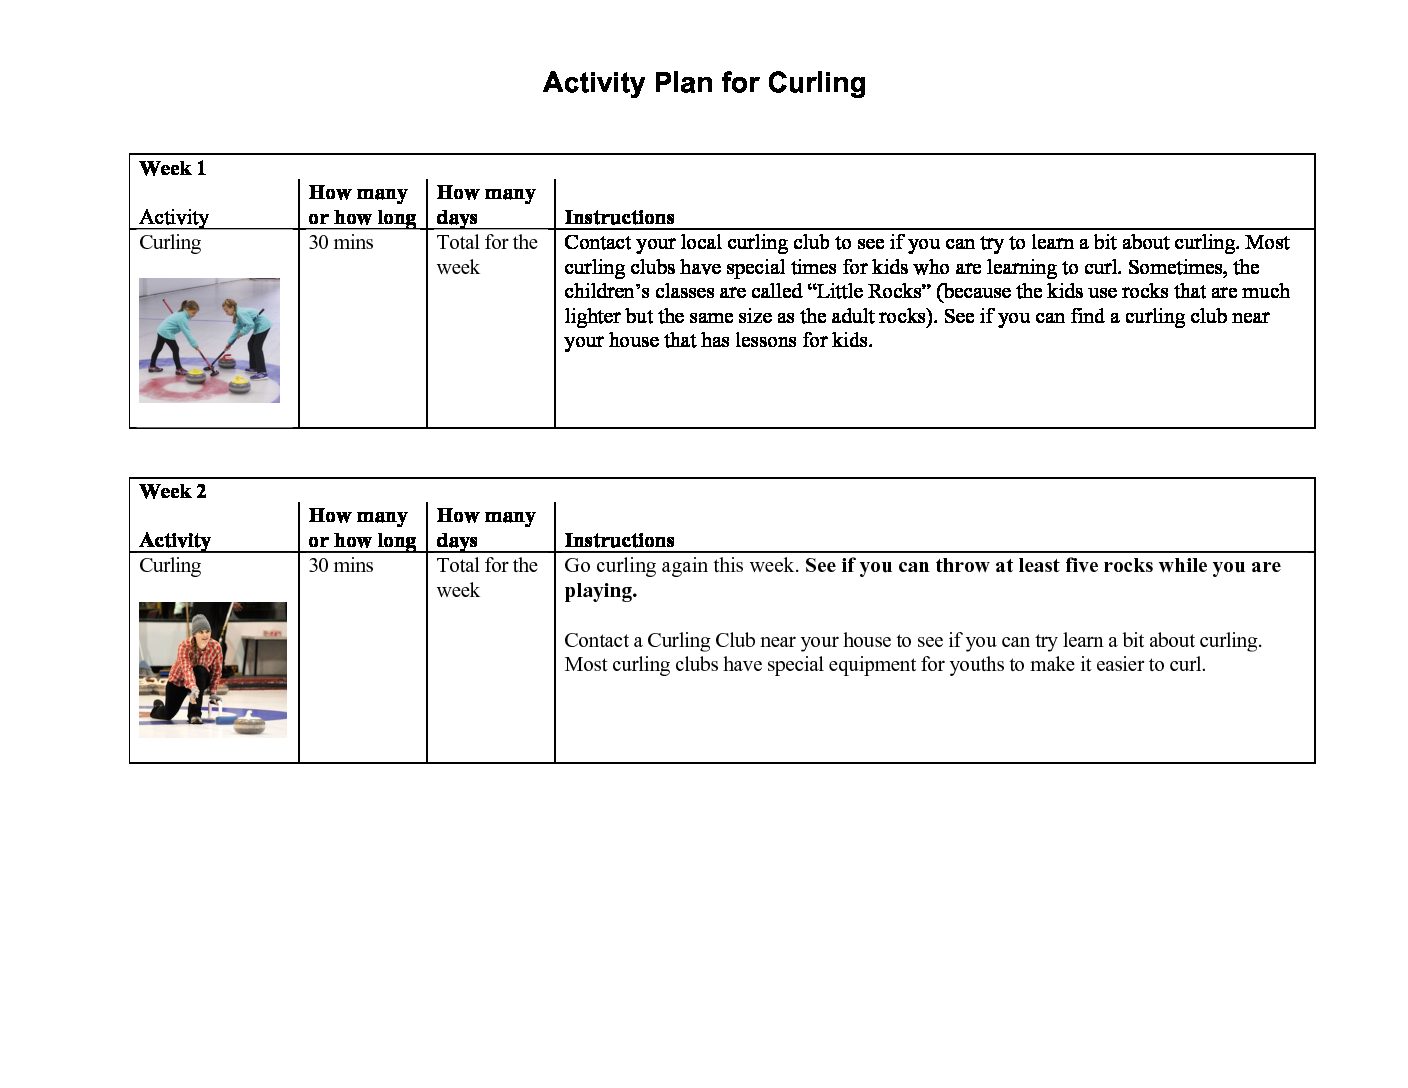 Activity Plan for Curling
Week 1
Activity
How many
or how long
How many
days
Instructions
Curling
30 mins
Total for the
week
Contact your local curling club to see if you can try to learn a bit about curling. Most
curling clubs have special times for kids who are learning to curl. Sometimes, the
children’s classes are called “Little Rocks” (because the kids use rocks that are much
lighter but the same size as the adult rocks). See if you can find a curling club near
your house that has lessons for kids.
Week 2
Activity
How many
or how long
How many
days
Instructions
Curling
30 mins
Total for the
week
Go curling again this week. See if you can throw at least five rocks while you are
playing.
Contact a Curling Club near your house to see if you can try learn a bit about curling.
Most curling clubs have special equipment for youths to make it easier to curl.